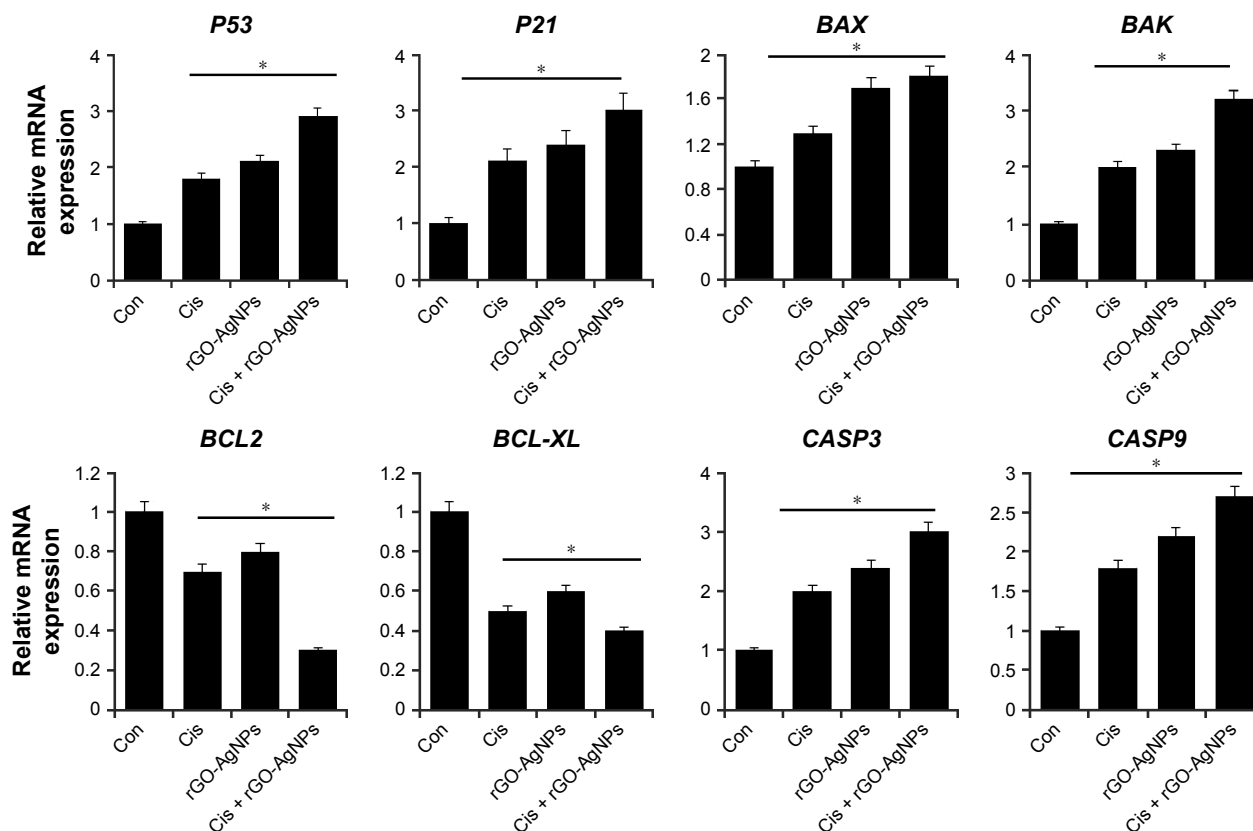 P53
P21
BAX
BAK
Relative mRNA
expression
4
3
2
1
0
*
Con
Cis
rGO-AgNPs
Cis + rGO-AgNPs
4
3
2
1
0
*
Con
Cis
rGO-AgNPs
Cis + rGO-AgNPs
2
1.6
1.2
0.8
0.4
0
*
Con
Cis
rGO-AgNPs
Cis + rGO-AgNPs
4
3
2
1
0
*
Con
Cis
rGO-AgNPs
Cis + rGO-AgNPs
BCL2
BCL-XL
CASP3
CASP9
Relative mRNA
expression
1.2
1
0.8
0.6
0.4
0.2
0
*
Con
Cis
rGO-AgNPs
Cis + rGO-AgNPs
1.2
1
0.8
0.6
0.4
0.2
0
*
Con
Cis
rGO-AgNPs
Cis + rGO-AgNPs
4
3
2
1
0
*
Con
Cis
rGO-AgNPs
Cis + rGO-AgNPs
3
2.5
2
1.5
1
0.5
0
*
Con
Cis
rGO-AgNPs
Cis + rGO-AgNPs